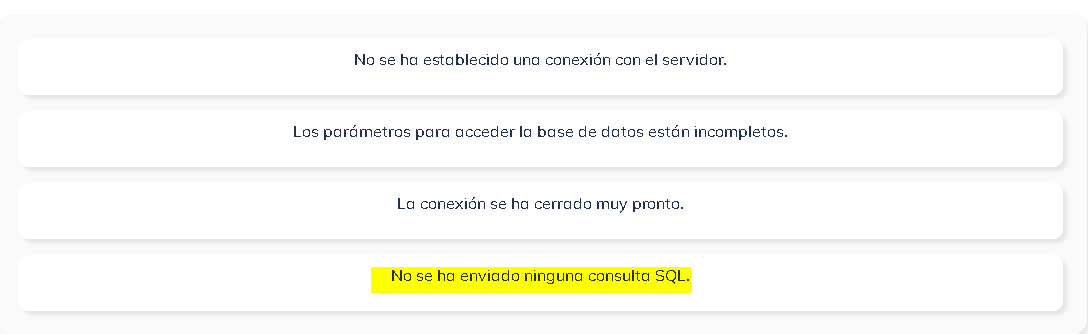 No se ha establecido una conexión con el servidor.
Los parámetros para acceder la base de datos están incompletos.
La conexión se ha cerrado muy pronto.
No se ha enviado ninguna consulta SQL.